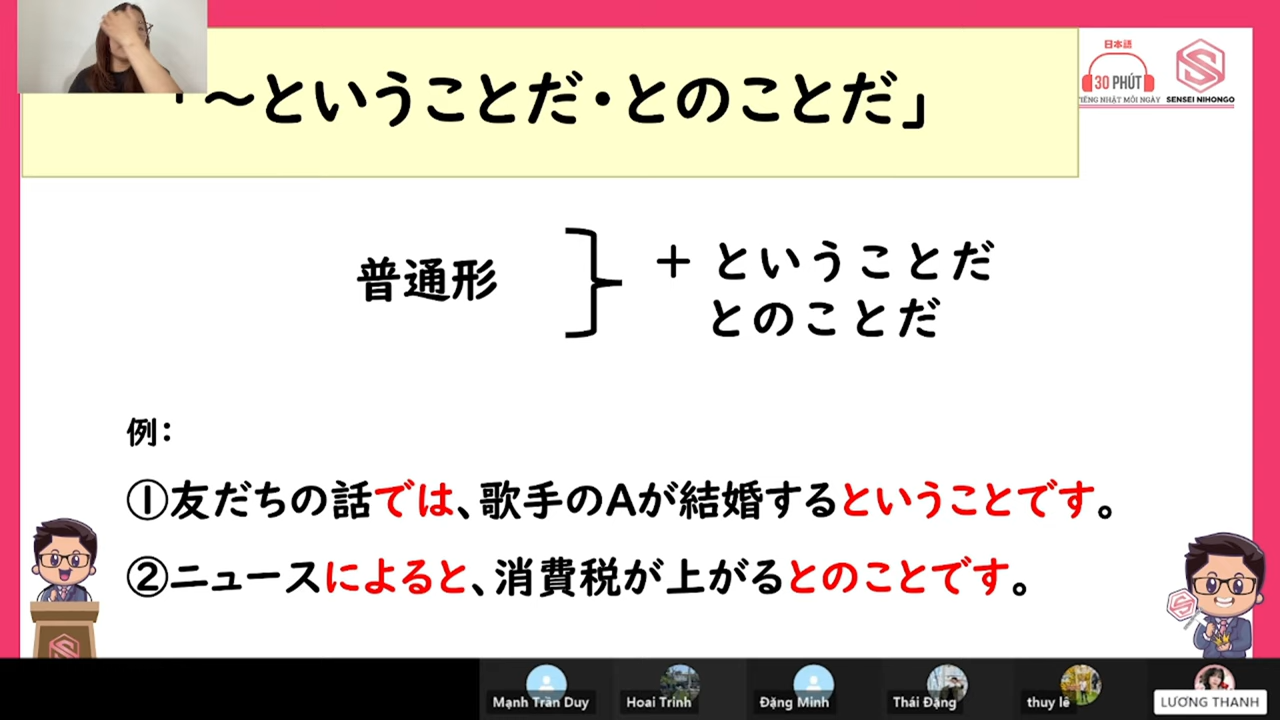 「～ということだ・とのことだ」
日本語
30 PHÚT
TIẾNG NHẬT MỖI NGÀY
SENSEI NIHONGO
普通形
＋ ということだ
とのことだ
例：
①友だちの話では、歌手のAが結婚するということです。
②ニュースによると、消費税が上がるとのことです。
Mạnh Trần Duy
Hoai Trinh
Đặng Minh
Thái Đặng
thuy lê
LƯƠNG THANH